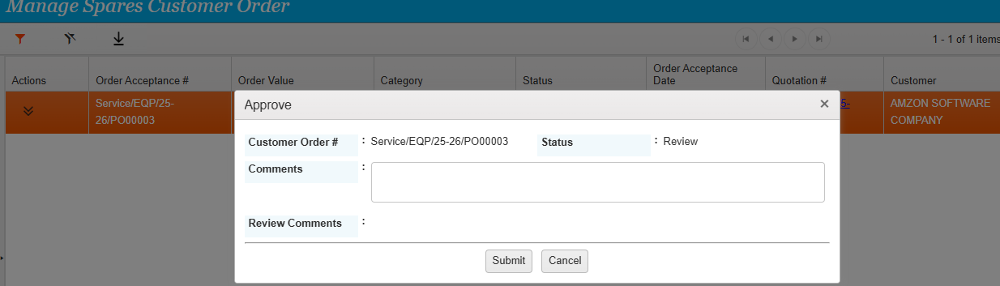 Manage Spares Customer Order
1 - 1 of 1 items
Actions
Order Acceptance #
Order Value
Category
Status
Order Acceptance
Date
Quotation #
Customer
Service/EQP/25-
26/PO00003
5-
AMZON SOFTWARE
COMPANY
Approve
×
Customer Order # : Service/EQP/25-26/PO00003 Status : Review
Comments :
Review Comments :
Submit Cancel